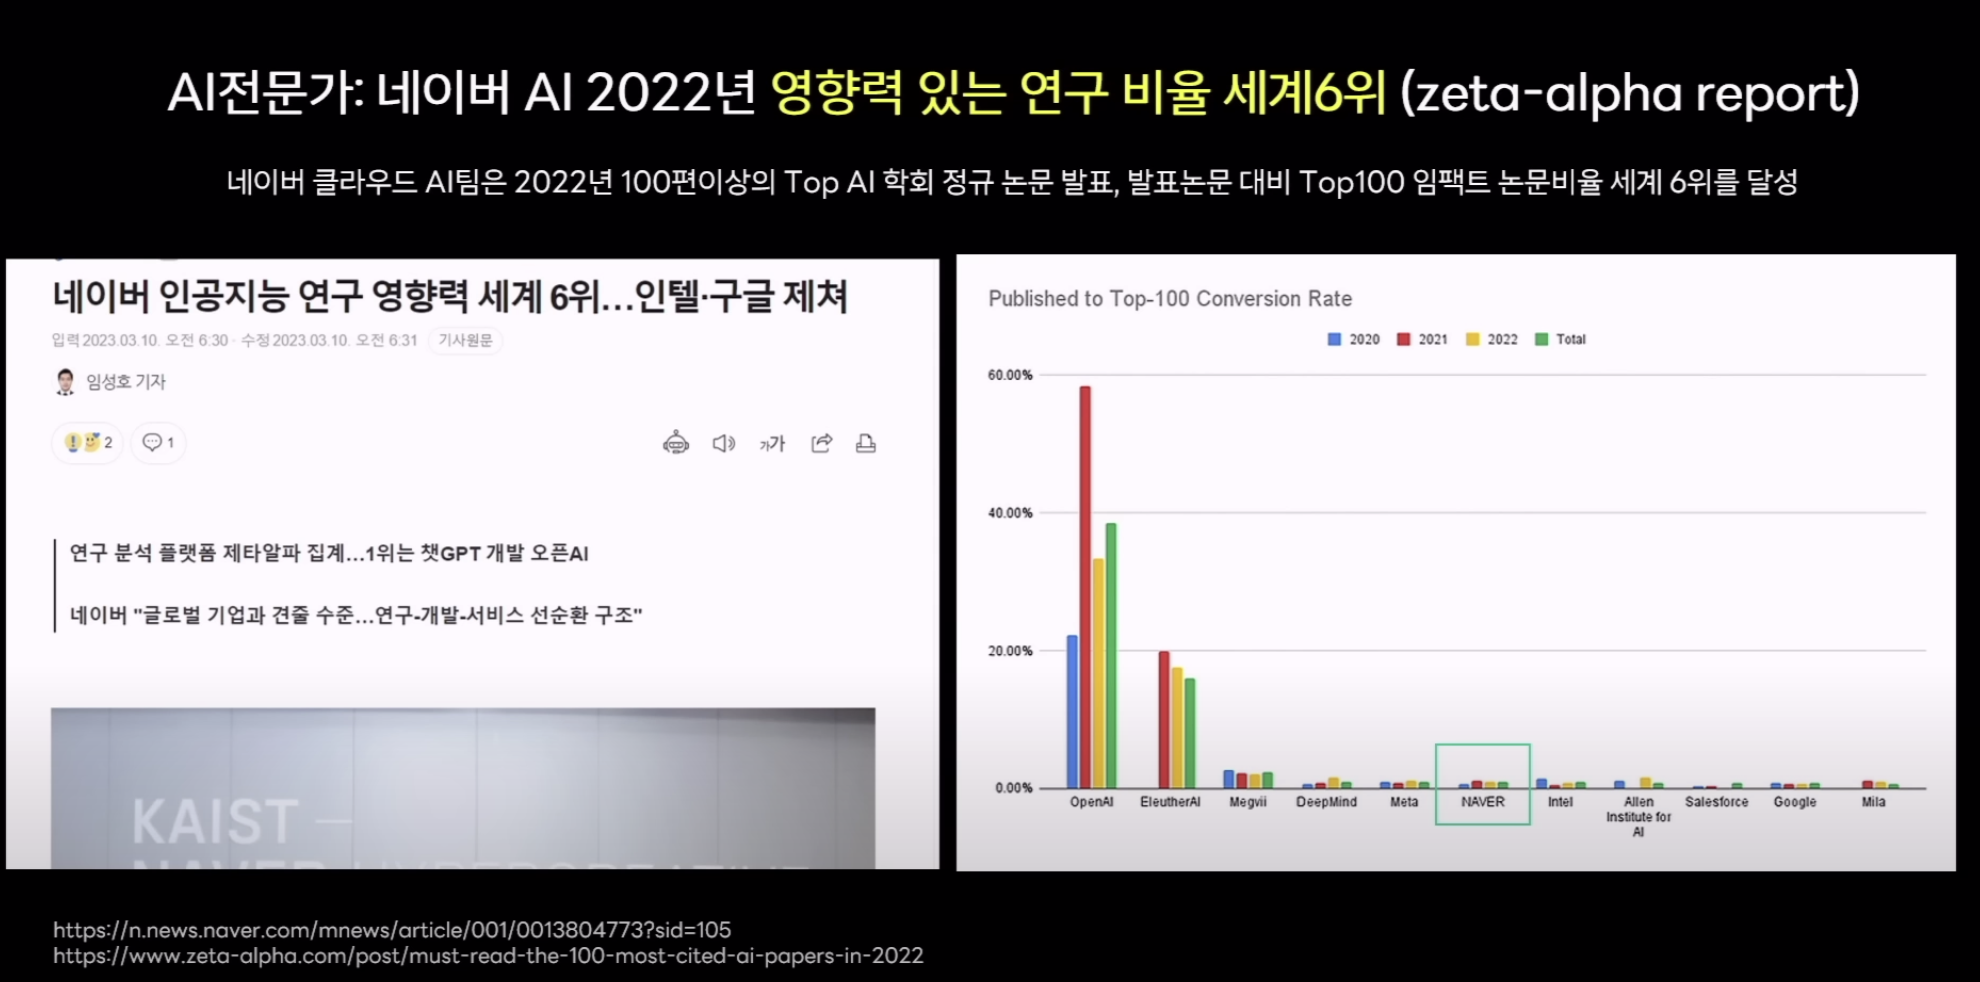 AI전문가: 네이버 AI 2022년 영향력 있는 연구 비율 세계6위 (zeta-alpha report)
네이버 클라우드 AI팀은 2022년 100편이상의 Top AI 학회 정규 논문 발표, 발표논문 대비 Top100 임팩트 논문비율 세계 6위를 달성
네이버 인공지능 연구 영향력 세계 6위...인텔·구글 제쳐
입력 2023.03.10. 오전 6:30 · 수정 2023.03.10. 오전 6:31 기사원문
임성호 기자
2 1
가가
연구 분석 플랫폼 제타알파 집계...1위는 챗GPT 개발 오픈AI
네이버 "글로벌 기업과 견줄 수준...연구-개발-서비스 선순환 구조"
KAIST –
NAVER HYPERCREATIVE
Published to Top-100 Conversion Rate
2020 2021 2022 Total
60.00%
40.00%
20.00%
0.00%
OpenAI EleutherAI Megvii DeepMind Meta NAVER Intel Allen Institute for AI Salesforce Google Mila
https://n.news.naver.com/mnews/article/001/0013804773?sid=105
https://www.zeta-alpha.com/post/must-read-the-100-most-cited-ai-papers-in-2022